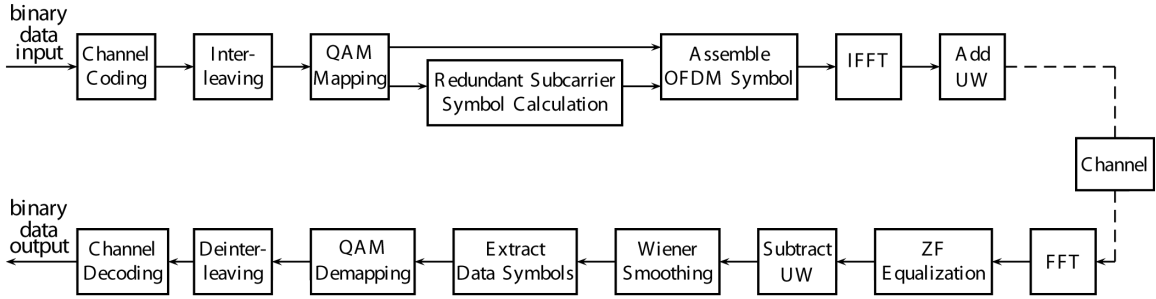 binary
data
input
Channel
Coding
Inter-
leaving
QAM
Mapping
Redundant Subcarrier
Symbol Calculation
Assemble
OFDM Symbol
IFFT
Add
UW
Channel
binary
data
output
Channel
Decoding
Deinter-
leaving
QAM
Demapping
Extract
Data Symbols
Wiener
Smoothing
Subtract
UW
ZF
Equalization
FFT